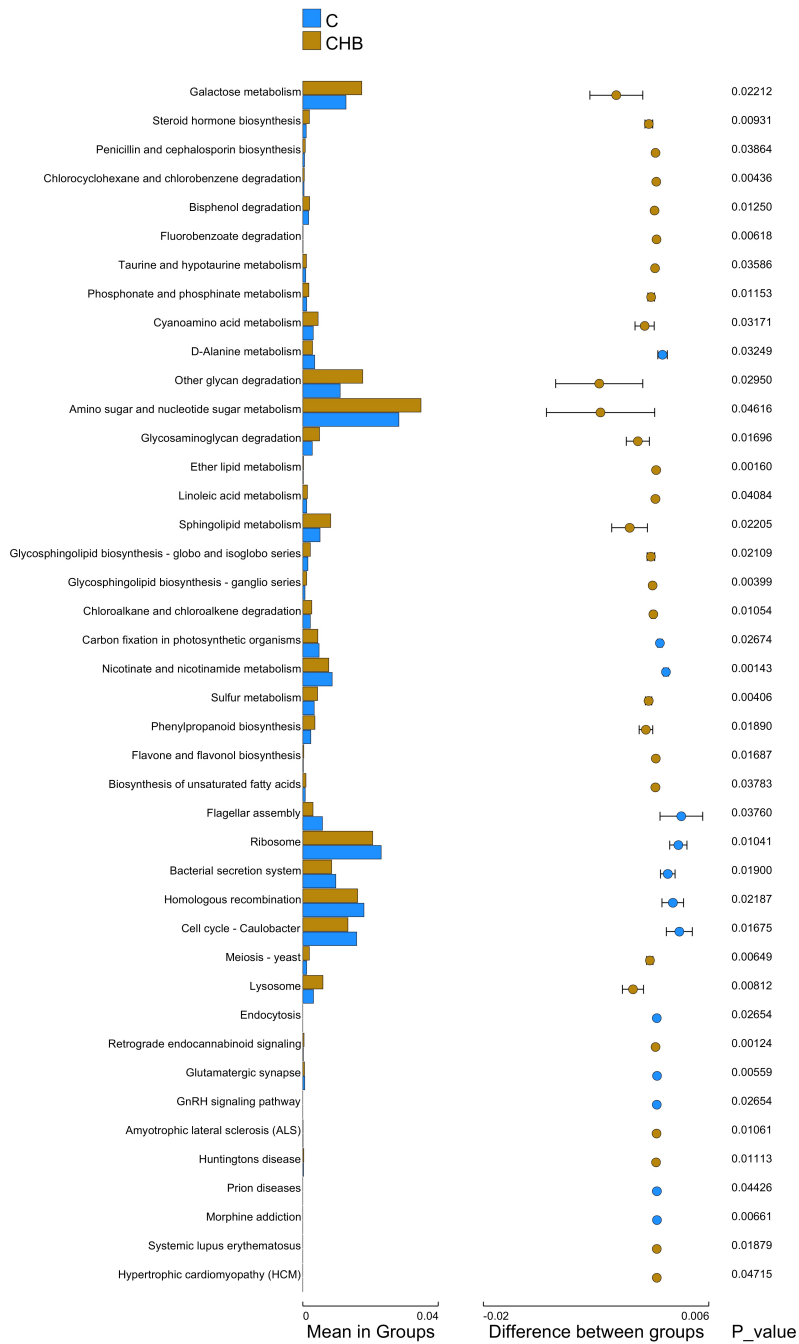 C
CHB
Galactose metabolism 0.02212
Steroid hormone biosynthesis 0.00931
Penicillin and cephalosporin biosynthesis 0.03864
Chlorocyclohexane and chlorobenzene degradation 0.00436
Bisphenol degradation 0.01250
Fluorobenzoate degradation 0.00618
Taurine and hypotaurine metabolism 0.03586
Phosphonate and phosphinate metabolism 0.01153
Cyanoamino acid metabolism 0.03171
D-Alanine metabolism 0.03249
Other glycan degradation 0.02950
Amino sugar and nucleotide sugar metabolism 0.04616
Glycosaminoglycan degradation 0.01696
Ether lipid metabolism 0.00160
Linoleic acid metabolism 0.04084
Sphingolipid metabolism 0.02205
Glycosphingolipid biosynthesis - globo and isoglobo series 0.02109
Glycosphingolipid biosynthesis - ganglio series 0.00399
Chloroalkane and chloroalkene degradation 0.01054
Carbon fixation in photosynthetic organisms 0.02674
Nicotinate and nicotinamide metabolism 0.00143
Sulfur metabolism 0.00406
Phenylpropanoid biosynthesis 0.01890
Flavone and flavonol biosynthesis 0.01687
Biosynthesis of unsaturated fatty acids 0.03783
Flagellar assembly 0.03760
Ribosome 0.01041
Bacterial secretion system 0.01900
Homologous recombination 0.02187
Cell cycle - Caulobacter 0.01675
Meiosis - yeast 0.00649
Lysosome 0.00812
Endocytosis 0.02654
Retrograde endocannabinoid signaling 0.00124
Glutamatergic synapse 0.00559
GnRH signaling pathway 0.02654
Amyotrophic lateral sclerosis (ALS) 0.01061
Huntingtons disease 0.01113
Prion diseases 0.04426
Morphine addiction 0.00661
Systemic lupus erythematosus 0.01879
Hypertrophic cardiomyopathy (HCM) 0.04715
0 0.04 -0.02 0.006
Mean in Groups Difference between groups P_value